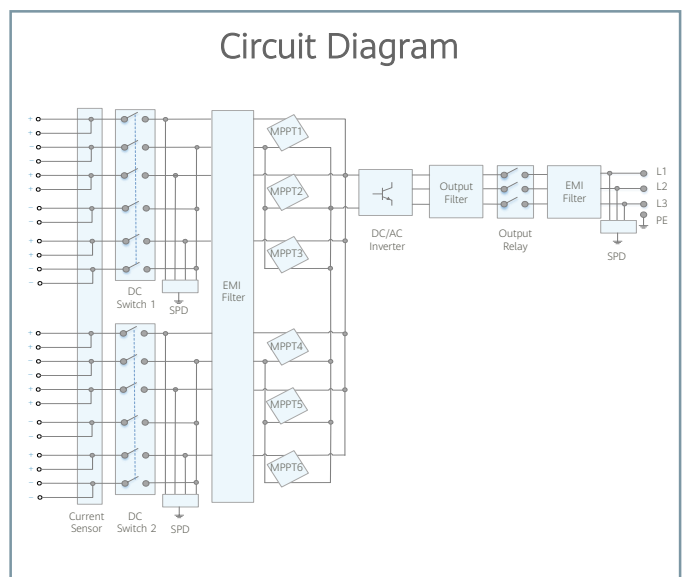 Circuit Diagram
+
+
−
−
+
+
−
−
+
+
−
−
DC
Switch 1
SPD
EMI
Filter
MPPT1
MPPT2
MPPT3
MPPT4
MPPT5
MPPT6
DC/AC
Inverter
Output
Filter
Output
Relay
EMI
Filter
L1
L2
L3
PE
SPD
+
+
−
−
+
+
−
−
+
+
−
−
Current
Sensor
DC
Switch 2
SPD